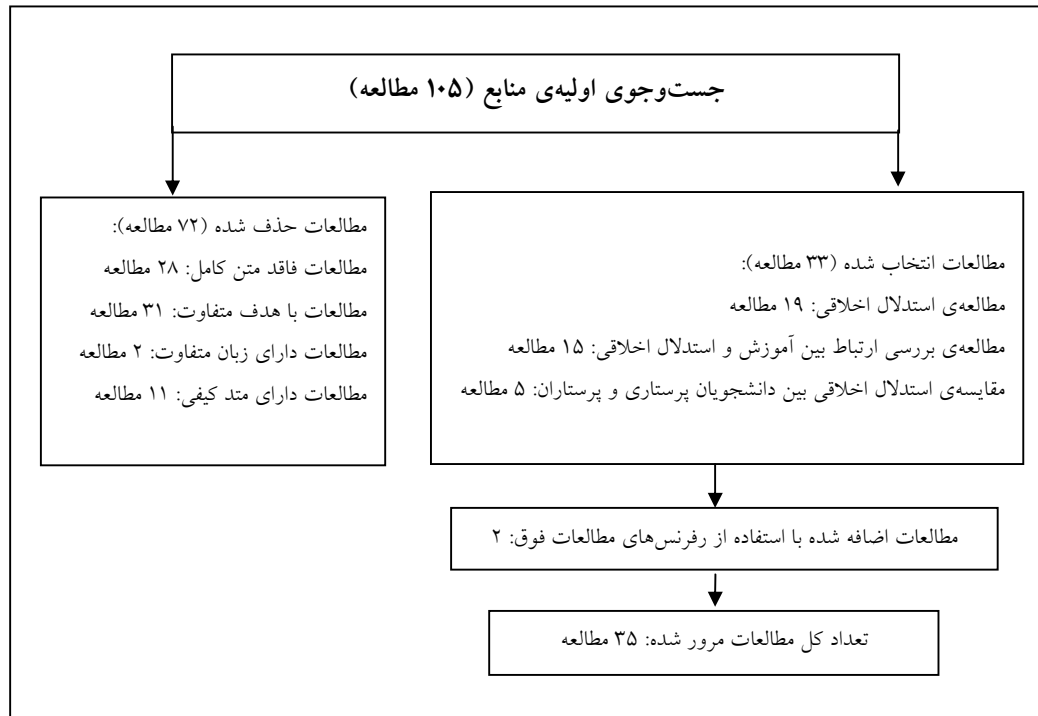 جست‌وجوی اولیه‌ی منابع (۱۰۵ مطالعه)
مطالعات انتخاب شده (۳۳ مطالعه):
مطالعه‌ی استدلال اخلاقی: ۱۹ مطالعه
مطالعه‌ی بررسی ارتباط بین آموزش و استدلال اخلاقی: ۱۵ مطالعه
مقایسه‌ی استدلال اخلاقی بین دانشجویان پرستاری و پرستاران: ۵ مطالعه
مطالعات حذف شده (۷۲ مطالعه):
مطالعات فاقد متن کامل: ۲۸ مطالعه
مطالعات با هدف متفاوت: ۳۱ مطالعه
مطالعات دارای زبان متفاوت: ۲ مطالعه
مطالعات دارای متد کیفی: ۱۱ مطالعه
مطالعات اضافه شده با استفاده از رفرنس‌های مطالعات فوق: ۲
تعداد کل مطالعات مرور شده: ۳۵ مطالعه